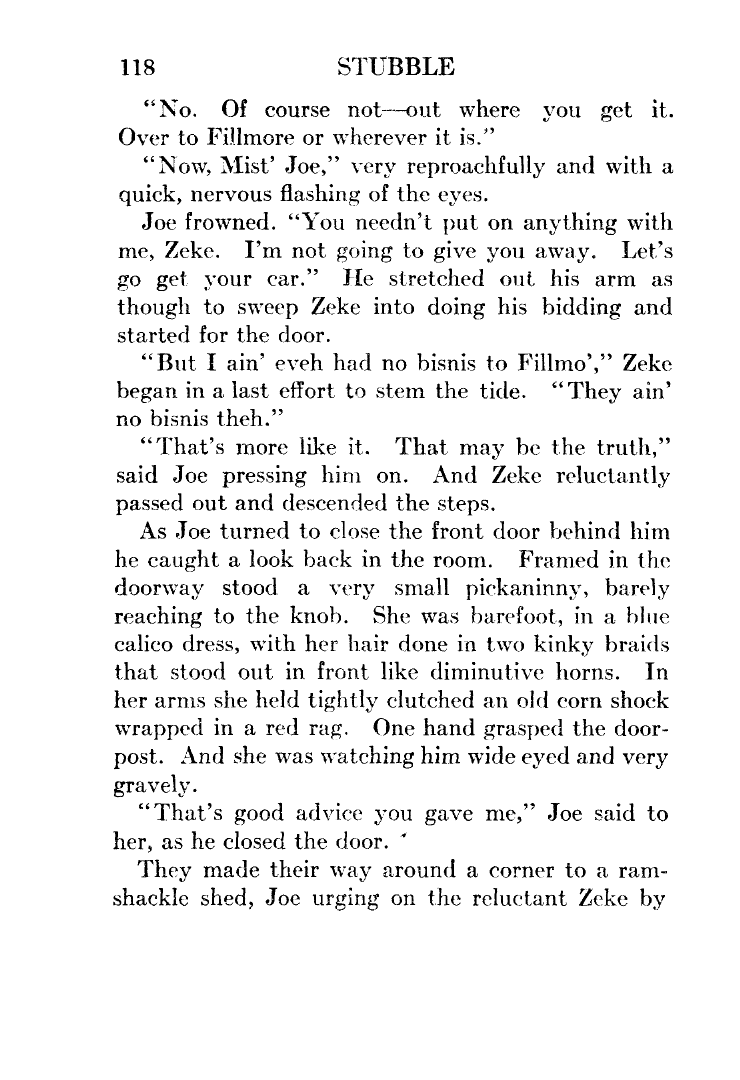 118 STUBBLE
“No. Of course not—out where you get it.
Over to Fillmore or wherever it is.”
“Now, Mist’ Joe,” very reproachfully and with a
quick, nervous flashing of the eyes.
Joe frowned. “You needn’t put on anything with
me, Zeke. I’m not going to give you away. Let’s
go get your car.” He stretched out his arm as
though to sweep Zeke into doing his bidding and
started for the door.
“But I ain’ eveh had no bisnis to Fillmo’,” Zeke
began in a last effort to stem the tide. “They ain’
no bisnis theh.”
“That’s more like it. That may be the truth,”
said Joe pressing him on. And Zeke reluctantly
passed out and descended the steps.
As Joe turned to close the front door behind him
he caught a look back in the room. Framed in the
doorway stood a very small pickaninny, barely
reaching to the knob. She was barefoot, in a blue
calico dress, with her hair done in two kinky braids
that stood out in front like diminutive horns. In
her arms she held tightly clutched an old corn shock
wrapped in a red rag. One hand grasped the door-
post. And she was watching him wide eyed and very
gravely.
“That’s good advice you gave me,” Joe said to
her, as he closed the door.
They made their way around a corner to a ram-
shackle shed, Joe urging on the reluctant Zeke by